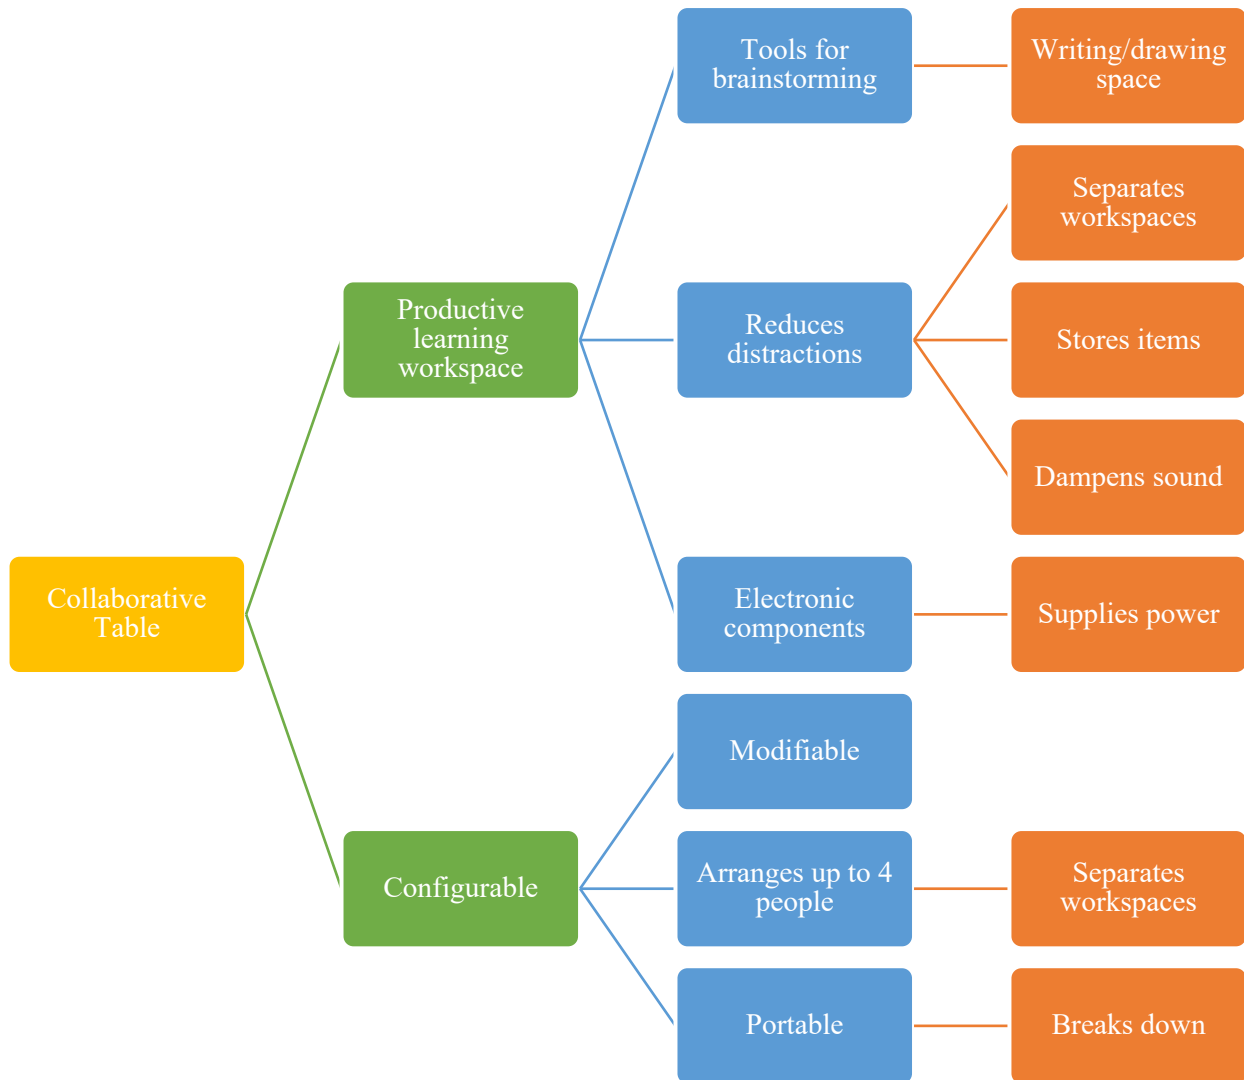 Tools for
brainstorming
Writing/drawing
space
Separates
workspaces
Productive
learning
workspace
Reduces
distractions
Stores items
Dampens sound
Collaborative
Table
Electronic
components
Supplies power
Modifiable
Configurable
Arranges up to 4
people
Separates
workspaces
Portable
Breaks down